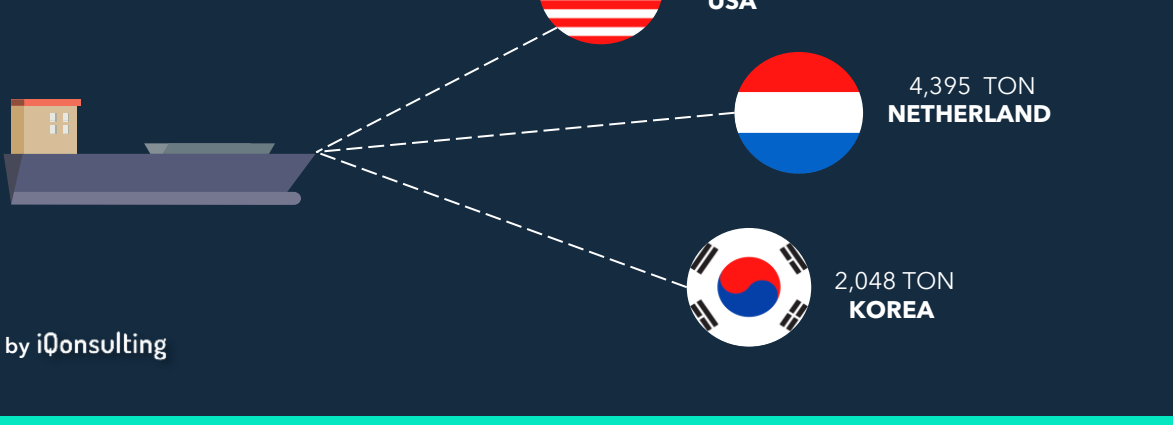 USA
4,395 TON
NETHERLAND
2,048 TON
KOREA
by iQonsulting